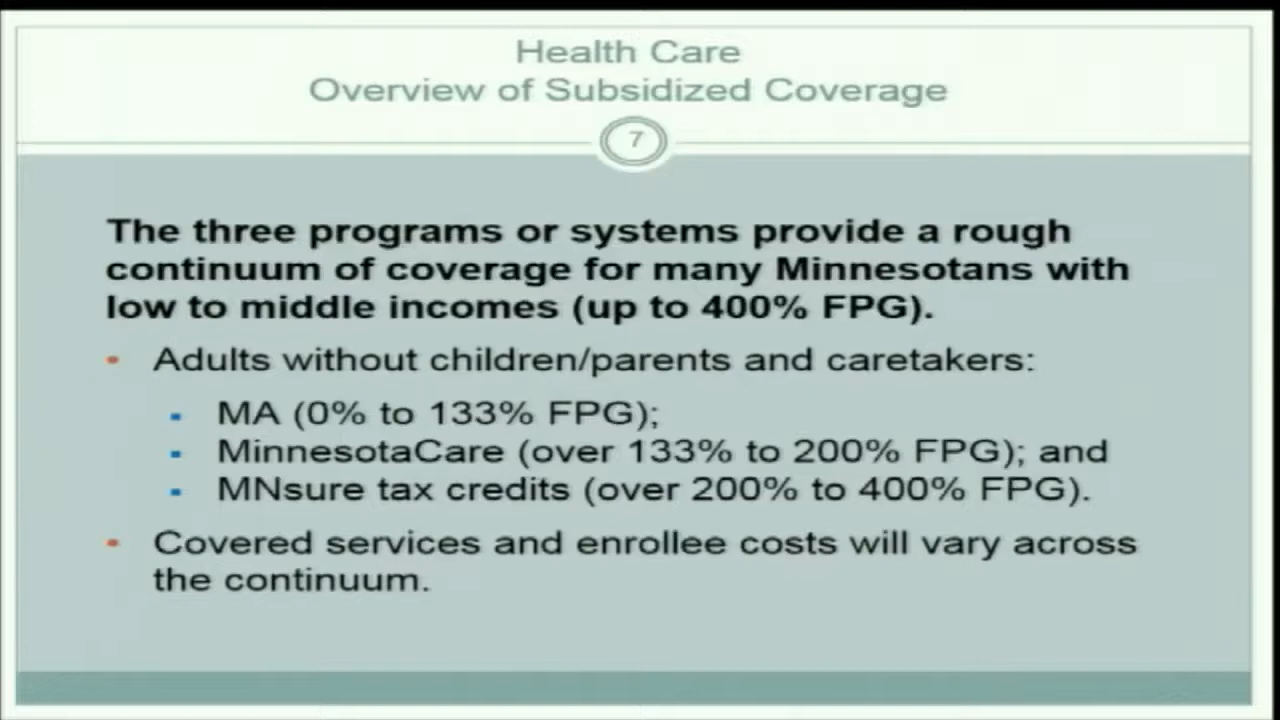 Health Care
Overview of Subsidized Coverage
7
The three programs or systems provide a rough
continuum of coverage for many Minnesotans with
low to middle incomes (up to 400% FPG).
• Adults without children/parents and caretakers:
▪ MA (0% to 133% FPG);
▪ MinnesotaCare (over 133% to 200% FPG); and
▪ MNsure tax credits (over 200% to 400% FPG).
• Covered services and enrollee costs will vary across
the continuum.